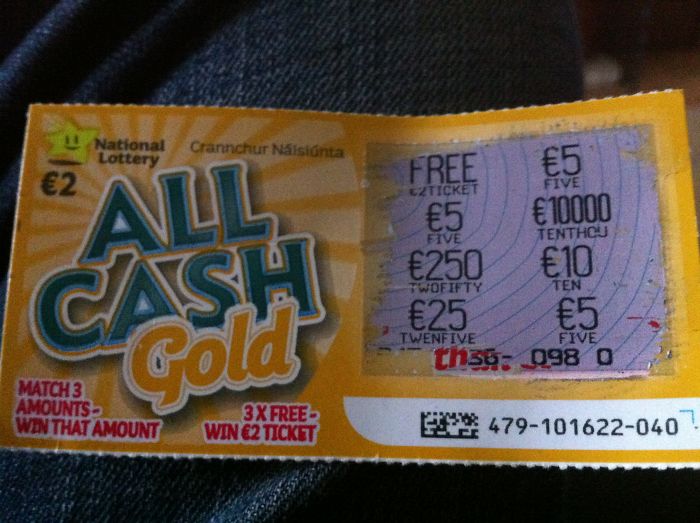 National
Lottery
Crannchur Náisiúnta
€2
ALL
CASH
Gold
MATCH 3
AMOUNTS-
WIN THAT AMOUNT
3 X FREE-
WIN €2 TICKET
FREE €5
€2TICKET FIVE
€5 €10000
FIVE TENTHOU
€250 €10
TWOFIFTY TEN
€25 €5
TWENFIVE FIVE
098 0
479-101622-040